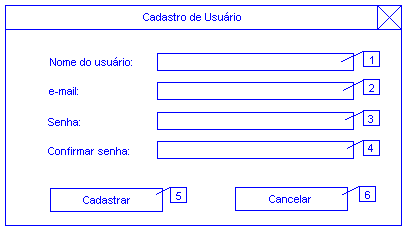 Cadastro de Usuário
Nome do usuário: 1
e-mail: 2
Senha: 3
Confirmar senha: 4
Cadastrar 5 Cancelar 6